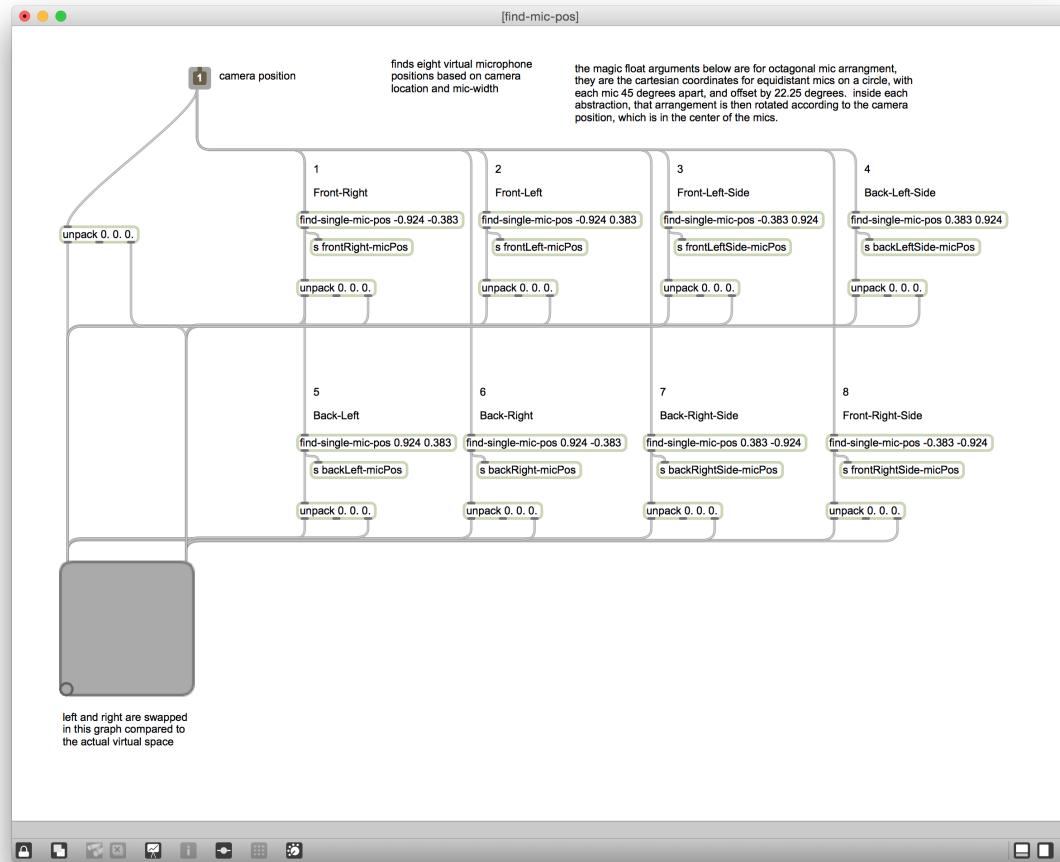 [find-mic-pos]
1
camera position
finds eight virtual microphone
positions based on camera
location and mic-width
the magic float arguments below are for octagonal mic arrangment,
they are the cartesian coordinates for equidistant mics on a circle, with
each mic 45 degrees apart, and offset by 22.25 degrees.  inside each
abstraction, that arrangement is then rotated according to the camera
position, which is in the center of the mics.
1
2
3
4
Front-Right
Front-Left
Front-Left-Side
Back-Left-Side
find-single-mic-pos -0.924 -0.383
find-single-mic-pos -0.924 0.383
find-single-mic-pos -0.383 0.924
find-single-mic-pos 0.383 0.924
unpack 0. 0. 0.
s frontRight-micPos
s frontLeft-micPos
s frontLeftSide-micPos
s backLeftSide-micPos
unpack 0. 0. 0.
unpack 0. 0. 0.
unpack 0. 0. 0.
unpack 0. 0. 0.
5
6
7
8
Back-Left
Back-Right
Back-Right-Side
Front-Right-Side
find-single-mic-pos 0.924 0.383
find-single-mic-pos 0.924 -0.383
find-single-mic-pos 0.383 -0.924
find-single-mic-pos -0.383 -0.924
s backLeft-micPos
s backRight-micPos
s backRightSide-micPos
s frontRightSide-micPos
unpack 0. 0. 0.
unpack 0. 0. 0.
unpack 0. 0. 0.
unpack 0. 0. 0.
left and right are swapped
in this graph compared to
the actual virtual space